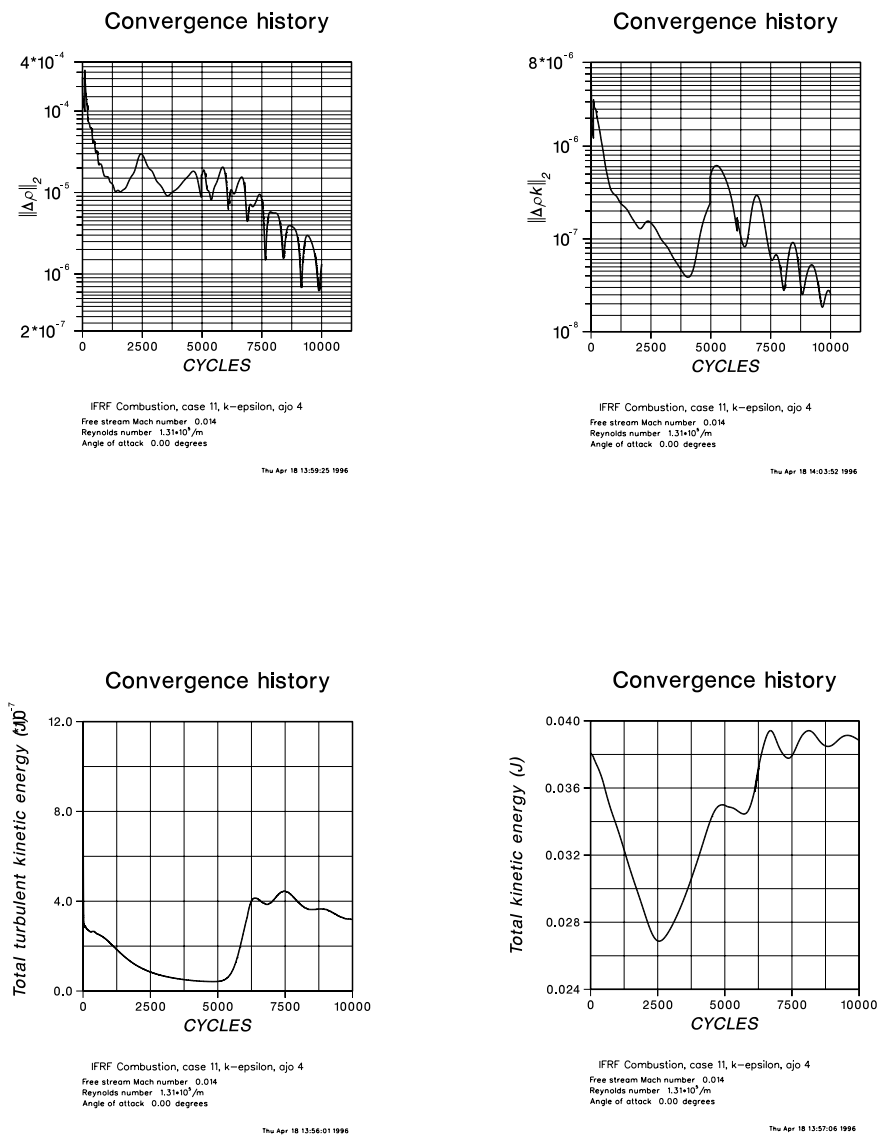 Convergence history
4*10⁻⁴
10⁻⁴
10⁻⁵
10⁻⁶
2*10⁻⁷
||Δρ||₂
0 2500 5000 7500 10000
CYCLES
IFRF Combustion, case 11, k-epsilon, ajo 4
Free stream Mach number 0.014
Reynolds number 1.31*10⁵/m
Angle of attack 0.00 degrees
Thu Apr 18 13:59:25 1996
Convergence history
8*10⁻⁶
10⁻⁶
10⁻⁷
10⁻⁸
||Δρk||₂
0 2500 5000 7500 10000
CYCLES
IFRF Combustion, case 11, k-epsilon, ajo 4
Free stream Mach number 0.014
Reynolds number 1.31*10⁵/m
Angle of attack 0.00 degrees
Thu Apr 18 14:03:52 1996
Convergence history
12.0
8.0
4.0
0.0
Total turbulent kinetic energy (J)
0 2500 5000 7500 10000
CYCLES
IFRF Combustion, case 11, k-epsilon, ajo 4
Free stream Mach number 0.014
Reynolds number 1.31*10⁵/m
Angle of attack 0.00 degrees
Thu Apr 18 13:56:01 1996
Convergence history
0.040
0.036
0.032
0.028
0.024
Total kinetic energy (J)
0 2500 5000 7500 10000
CYCLES
IFRF Combustion, case 11, k-epsilon, ajo 4
Free stream Mach number 0.014
Reynolds number 1.31*10⁵/m
Angle of attack 0.00 degrees
Thu Apr 18 13:57:06 1996